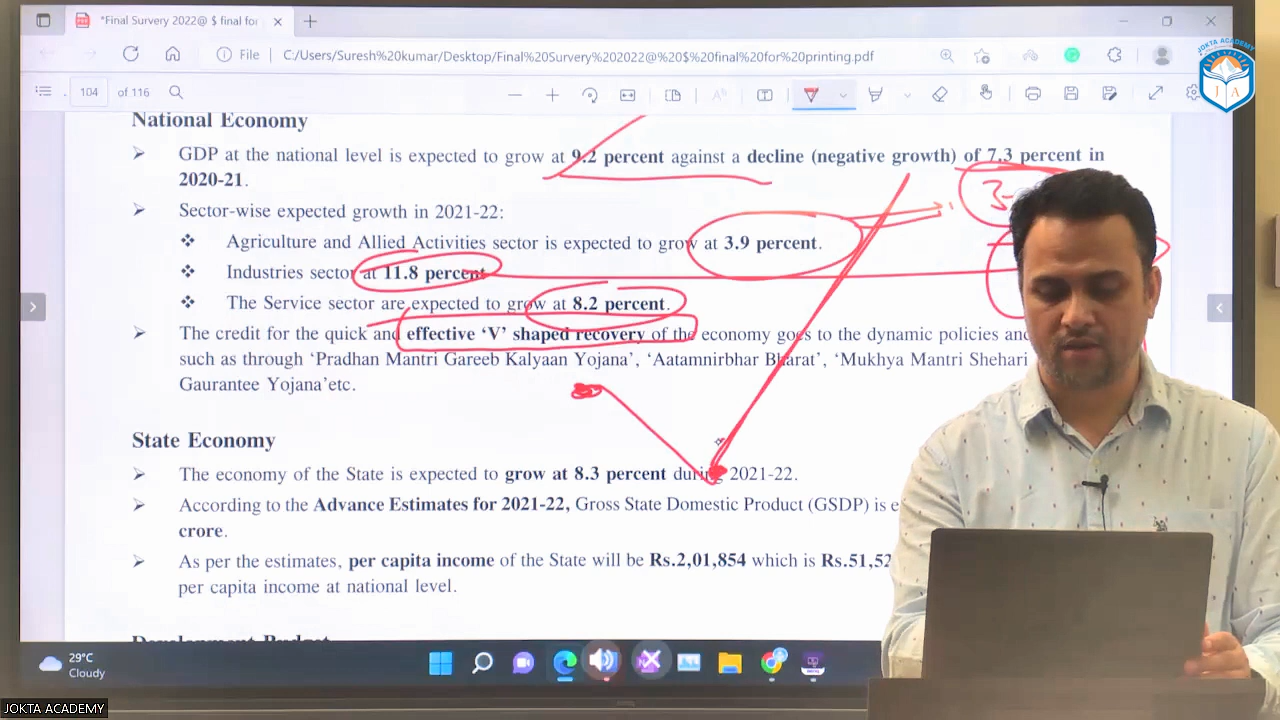 *Final Survery 2022@ $ final for
JOKTA ACADEMY
J A
File C:/Users/Suresh%20kumar/Desktop/Final%20Survery%202022@%20$%20final%20for%20printing.pdf
104 of 116
National Economy
GDP at the national level is expected to grow at 9.2 percent against a decline (negative growth) of 7.3 percent in
2020-21.
Sector-wise expected growth in 2021-22:
Agriculture and Allied Activities sector is expected to grow at 3.9 percent.
Industries sector at 11.8 percent
The Service sector are expected to grow at 8.2 percent.
The credit for the quick and effective ‘V’ shaped recovery of the economy goes to the dynamic policies and
such as through ‘Pradhan Mantri Gareeb Kalyaan Yojana’, ‘Aatamnirbhar Bharat’, ‘Mukhya Mantri Shehari
Gaurantee Yojana’etc.
State Economy
The economy of the State is expected to grow at 8.3 percent during 2021-22.
According to the Advance Estimates for 2021-22, Gross State Domestic Product (GSDP) is
crore.
As per the estimates, per capita income of the State will be Rs.2,01,854 which is Rs.51,52
per capita income at national level.
Development Budget
29°C
Cloudy
JOKTA ACADEMY